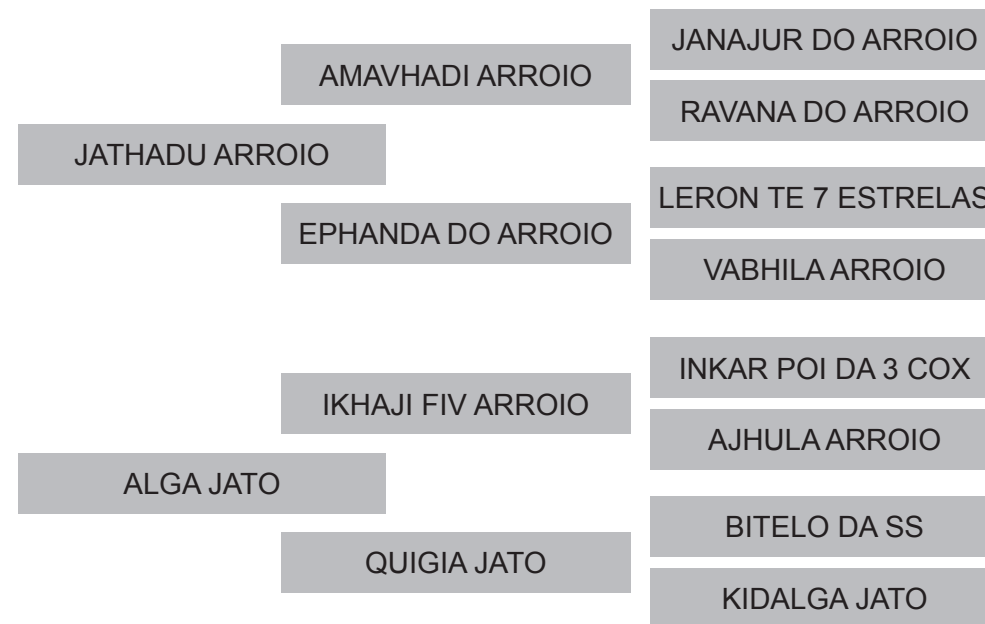 JANAJUR DO ARROIO
AMAVHADI ARROIO
RAVANA DO ARROIO
JATHADU ARROIO
LERON TE 7 ESTRELAS
EPHANDA DO ARROIO
VABHILA ARROIO
INKAR POI DA 3 COX
IKHAJI FIV ARROIO
AJHULA ARROIO
ALGA JATO
BITELO DA SS
QUIGIA JATO
KIDALGA JATO